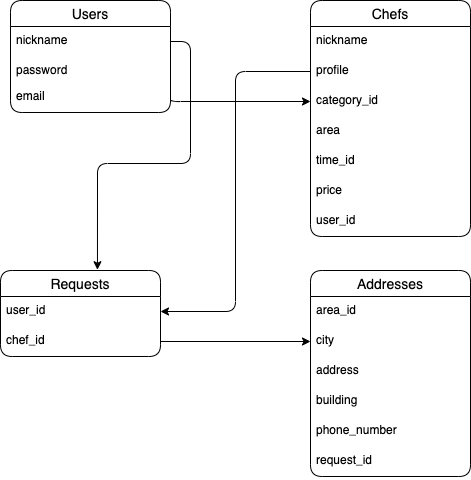 Users
nickname
password
email
Chefs
nickname
profile
category_id
area
time_id
price
user_id
Requests
user_id
chef_id
Addresses
area_id
city
address
building
phone_number
request_id